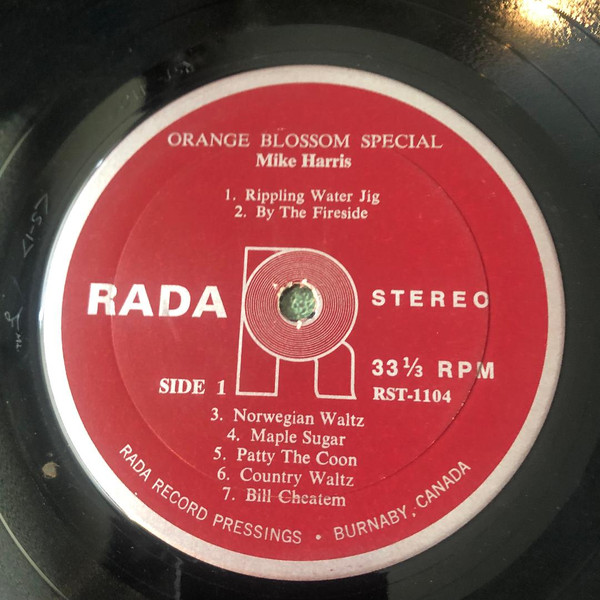 ORANGE BLOSSOM SPECIAL
Mike Harris
1. Rippling Water Jig
2. By The Fireside
RADA
STEREO
33⅓ RPM
SIDE 1
RST-1104
3. Norwegian Waltz
4. Maple Sugar
5. Patty The Coon
6. Country Waltz
7. Bill Cheatem
RADA RECORD PRESSINGS • BURNABY, CANADA